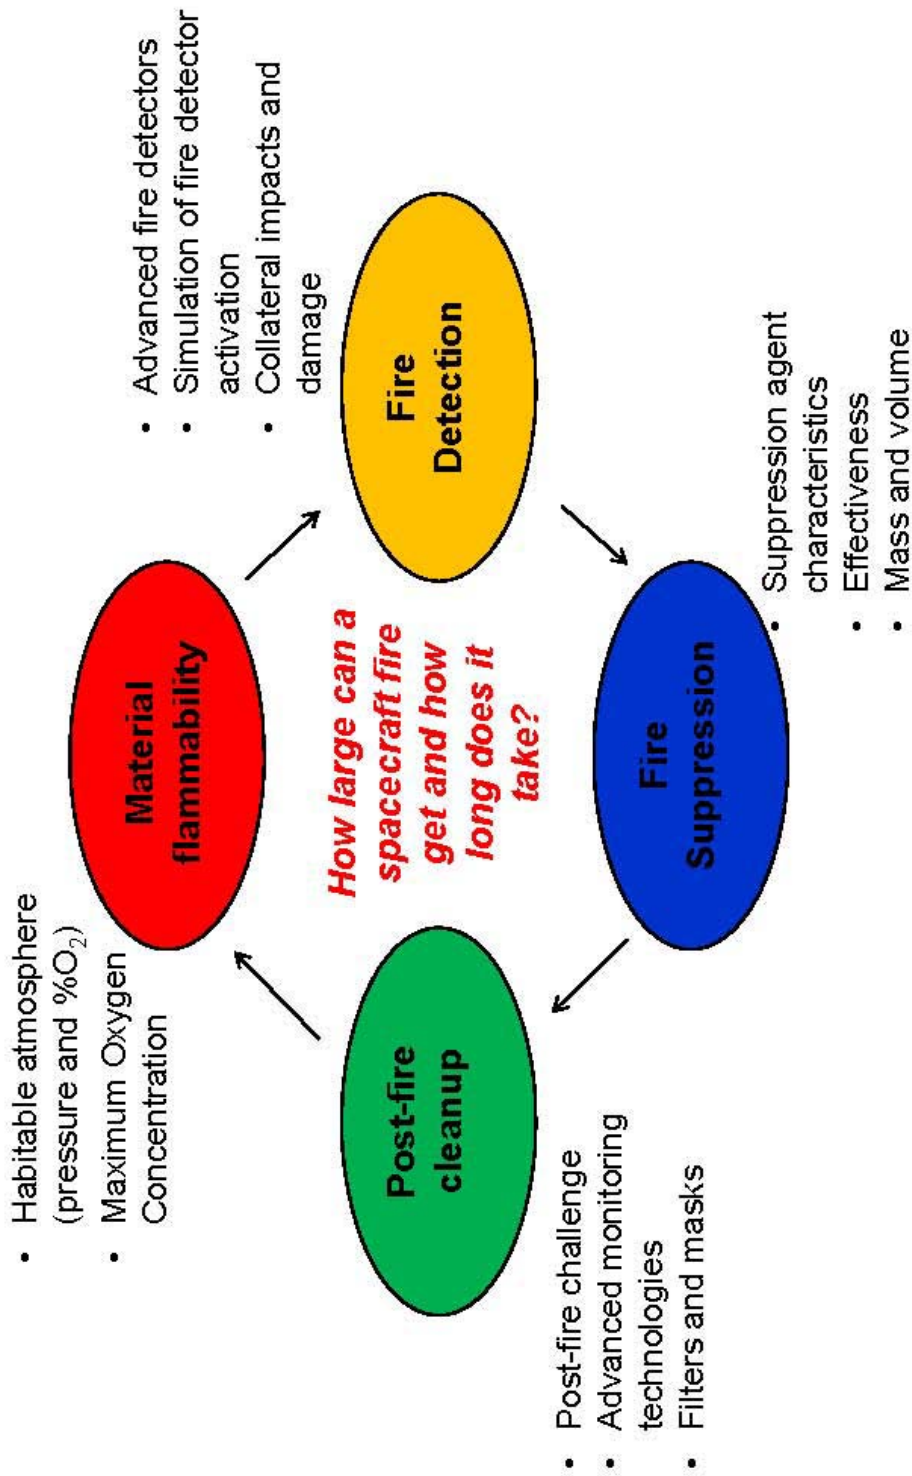 • Habitable atmosphere
(pressure and %O₂)
• Maximum Oxygen
Concentration
Material
flammability
• Advanced fire detectors
• Simulation of fire detector
activation
• Collateral impacts and
damage
Fire
Detection
How large can a
spacecraft fire
get and how
long does it
take?
Post-fire
cleanup
• Post-fire challenge
• Advanced monitoring
technologies
• Filters and masks
Fire
Suppression
• Suppression agent
characteristics
• Effectiveness
• Mass and volume